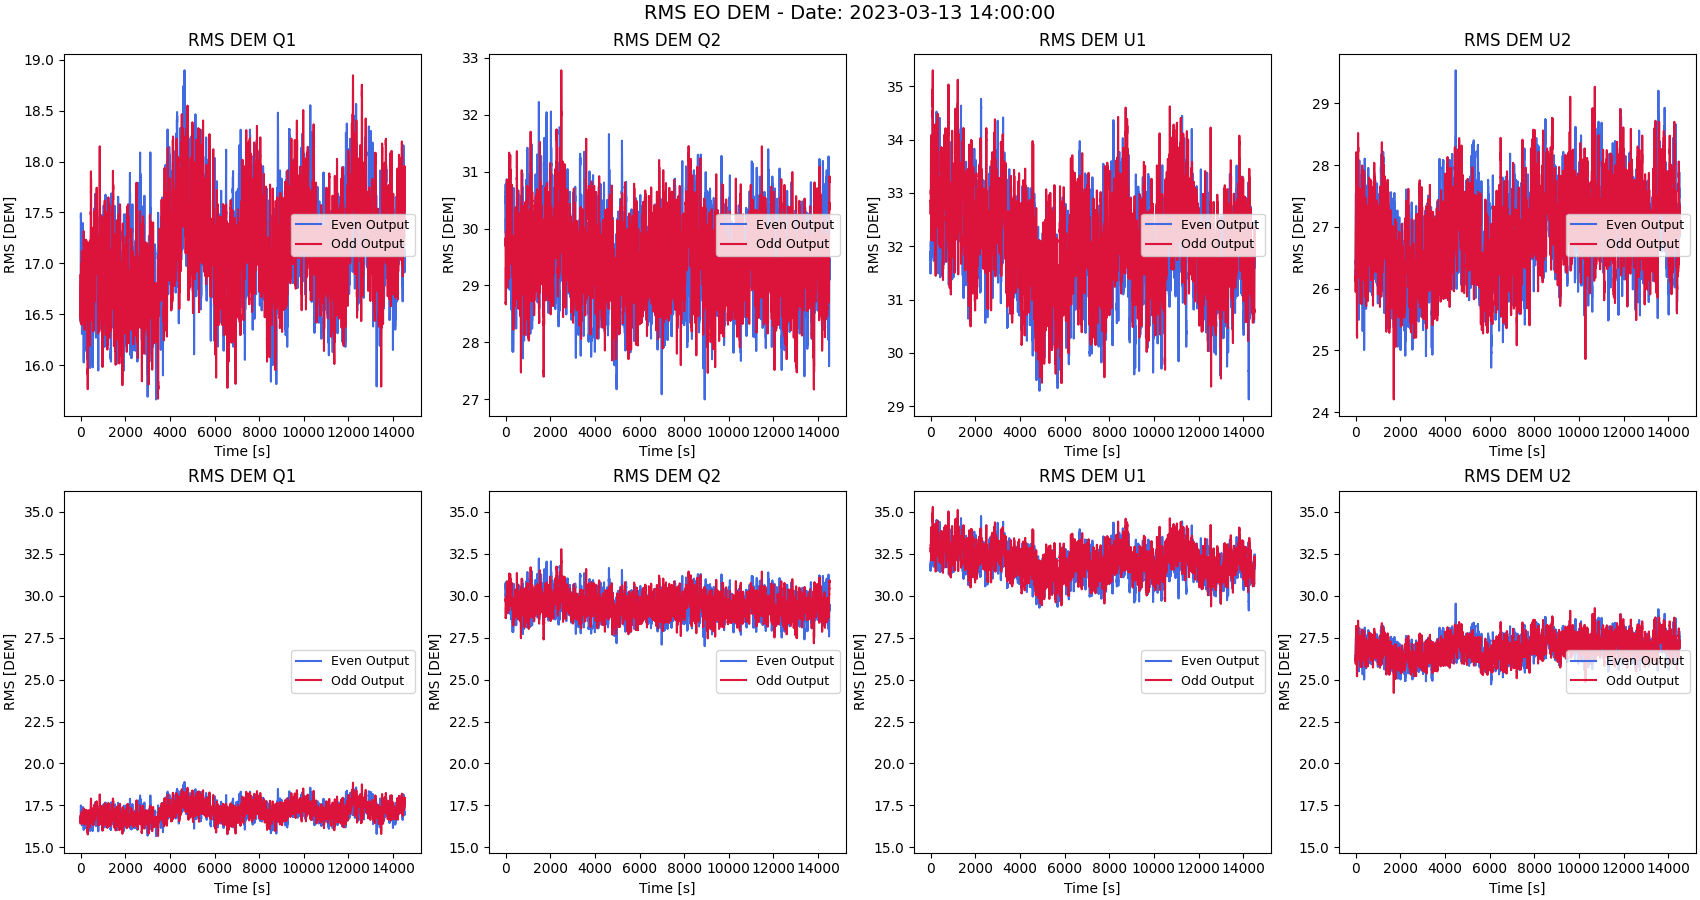 RMS EO DEM - Date: 2023-03-13 14:00:00
RMS DEM Q1
RMS [DEM]
19.0
18.5
18.0
17.5
17.0
16.5
16.0
0 2000 4000 6000 8000 10000 12000 14000
Time [s]
Even Output
Odd Output
RMS DEM Q2
RMS [DEM]
33
32
31
30
29
28
27
0 2000 4000 6000 8000 10000 12000 14000
Time [s]
Even Output
Odd Output
RMS DEM U1
RMS [DEM]
35
34
33
32
31
30
29
0 2000 4000 6000 8000 10000 12000 14000
Time [s]
Even Output
Odd Output
RMS DEM U2
RMS [DEM]
29
28
27
26
25
24
0 2000 4000 6000 8000 10000 12000 14000
Time [s]
Even Output
Odd Output
RMS DEM Q1
RMS [DEM]
35.0
32.5
30.0
27.5
25.0
22.5
20.0
17.5
15.0
0 2000 4000 6000 8000 10000 12000 14000
Time [s]
Even Output
Odd Output
RMS DEM Q2
RMS [DEM]
35.0
32.5
30.0
27.5
25.0
22.5
20.0
17.5
15.0
0 2000 4000 6000 8000 10000 12000 14000
Time [s]
Even Output
Odd Output
RMS DEM U1
RMS [DEM]
35.0
32.5
30.0
27.5
25.0
22.5
20.0
17.5
15.0
0 2000 4000 6000 8000 10000 12000 14000
Time [s]
Even Output
Odd Output
RMS DEM U2
RMS [DEM]
35.0
32.5
30.0
27.5
25.0
22.5
20.0
17.5
15.0
0 2000 4000 6000 8000 10000 12000 14000
Time [s]
Even Output
Odd Output